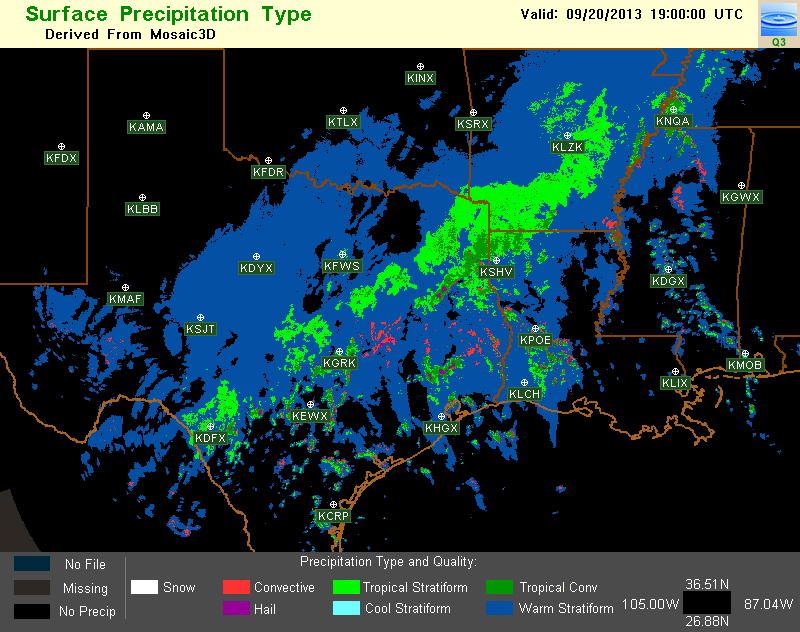 Surface Precipitation Type
Derived From Mosaic3D
Valid: 09/20/2013 19:00:00 UTC
Q3
KINX
KAMA
KTLX
KSRX
KNQA
KFDX
KLZK
KFDR
KLBB
KGWX
KDYX
KFWS
KSHV
KDGX
KMAF
KSJT
KPOE
KGRK
KMOB
KLIX
KLCH
KEWX
KHGX
KDFX
KCRP
No File
Missing
No Precip
Precipitation Type and Quality:
Snow
Convective
Tropical Stratiform
Tropical Conv
Hail
Cool Stratiform
Warm Stratiform
36.51N
105.00W
87.04W
26.88N